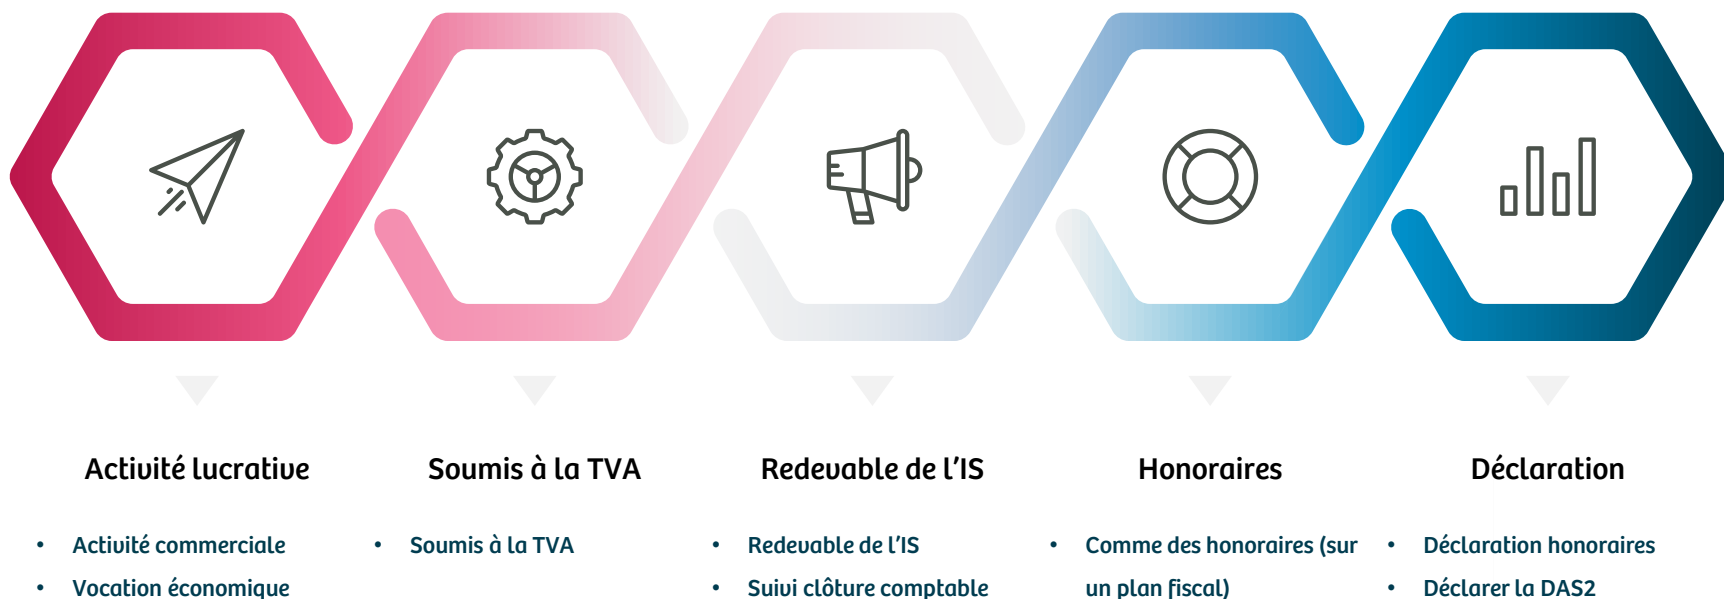 Activité lucrative
• Activité commerciale
• Vocation économique
Soumis à la TVA
• Soumis à la TVA
Redevable de l'IS
• Redevable de l'IS
• Suivi clôture comptable
Honoraires
• Comme des honoraires (sur
un plan fiscal)
Déclaration
• Déclaration honoraires
• Déclarer la DAS2